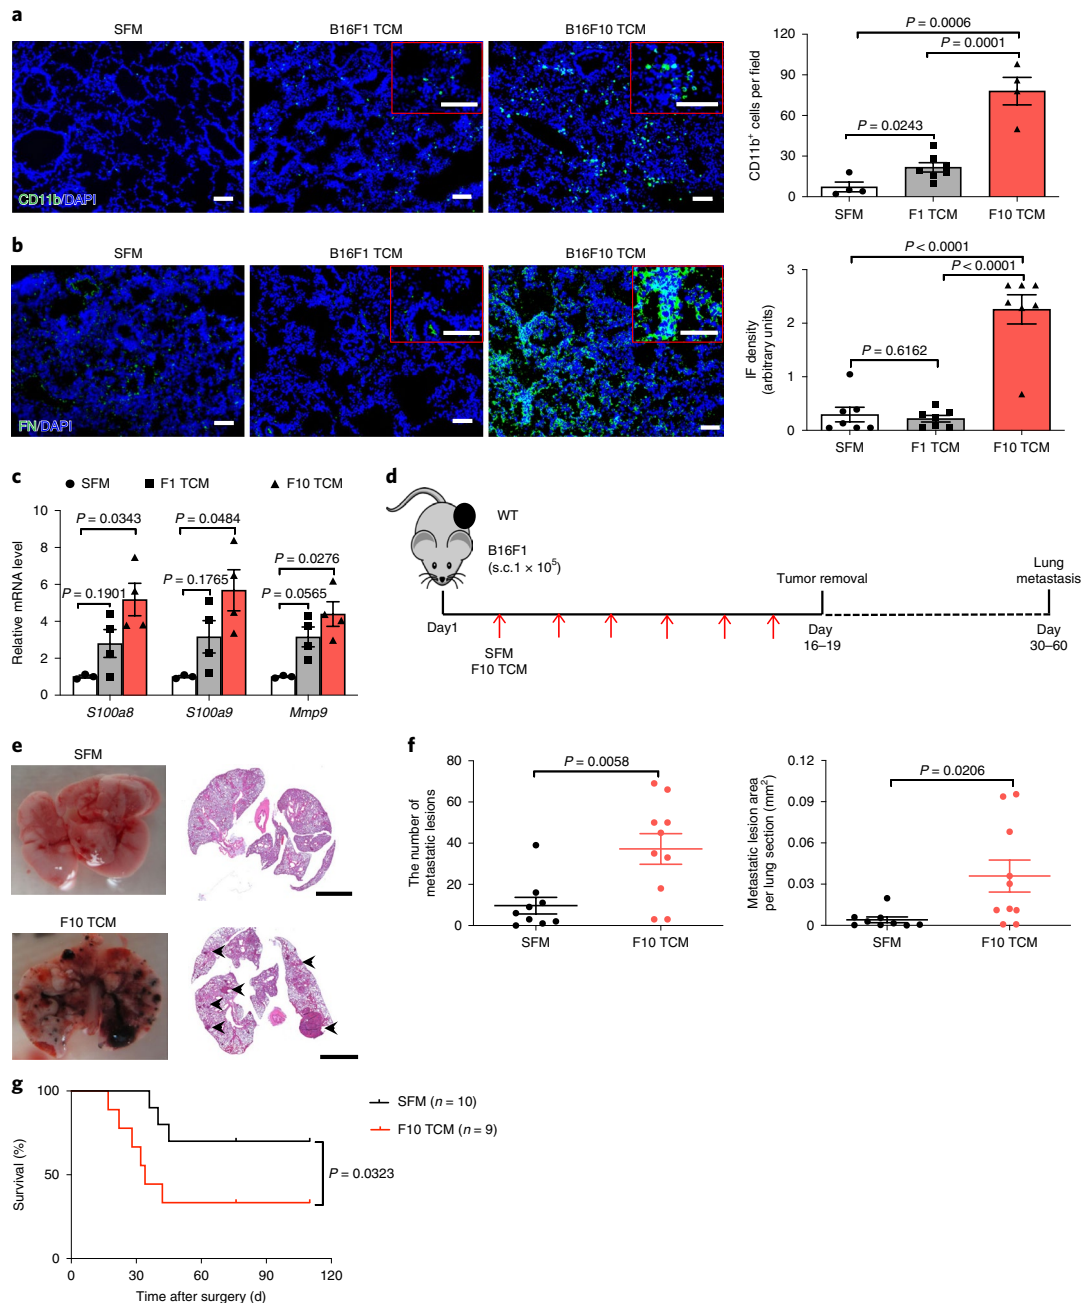 a
SFM
B16F1 TCM
B16F10 TCM
CD11b/DAPI
CD11b⁺ cells per field
120
90
60
30
0
P = 0.0006
P = 0.0001
P = 0.0243
SFM
F1 TCM
F10 TCM
b
SFM
B16F1 TCM
B16F10 TCM
FN/DAPI
IF density
(arbitrary units)
3
2
1
0
P < 0.0001
P < 0.0001
P = 0.6162
SFM
F1 TCM
F10 TCM
c
SFM
F1 TCM
F10 TCM
Relative mRNA level
10
8
6
4
2
0
P = 0.0343
P = 0.0484
P = 0.1901
P = 0.1765
P = 0.0276
P = 0.0565
S100a8
S100a9
Mmp9
d
WT
B16F1
(s.c.1 × 10⁵)
Tumor removal
Lung
metastasis
Day1
SFM
F10 TCM
Day
16–19
Day
30–60
e
SFM
F10 TCM
f
The number of
metastatic lesions
80
60
40
20
0
P = 0.0058
SFM
F10 TCM
Metastatic lesion area
per lung section (mm²)
0.12
0.09
0.06
0.03
0
P = 0.0206
SFM
F10 TCM
g
Survival (%)
100
50
0
SFM (n = 10)
F10 TCM (n = 9)
P = 0.0323
0
30
60
90
120
Time after surgery (d)